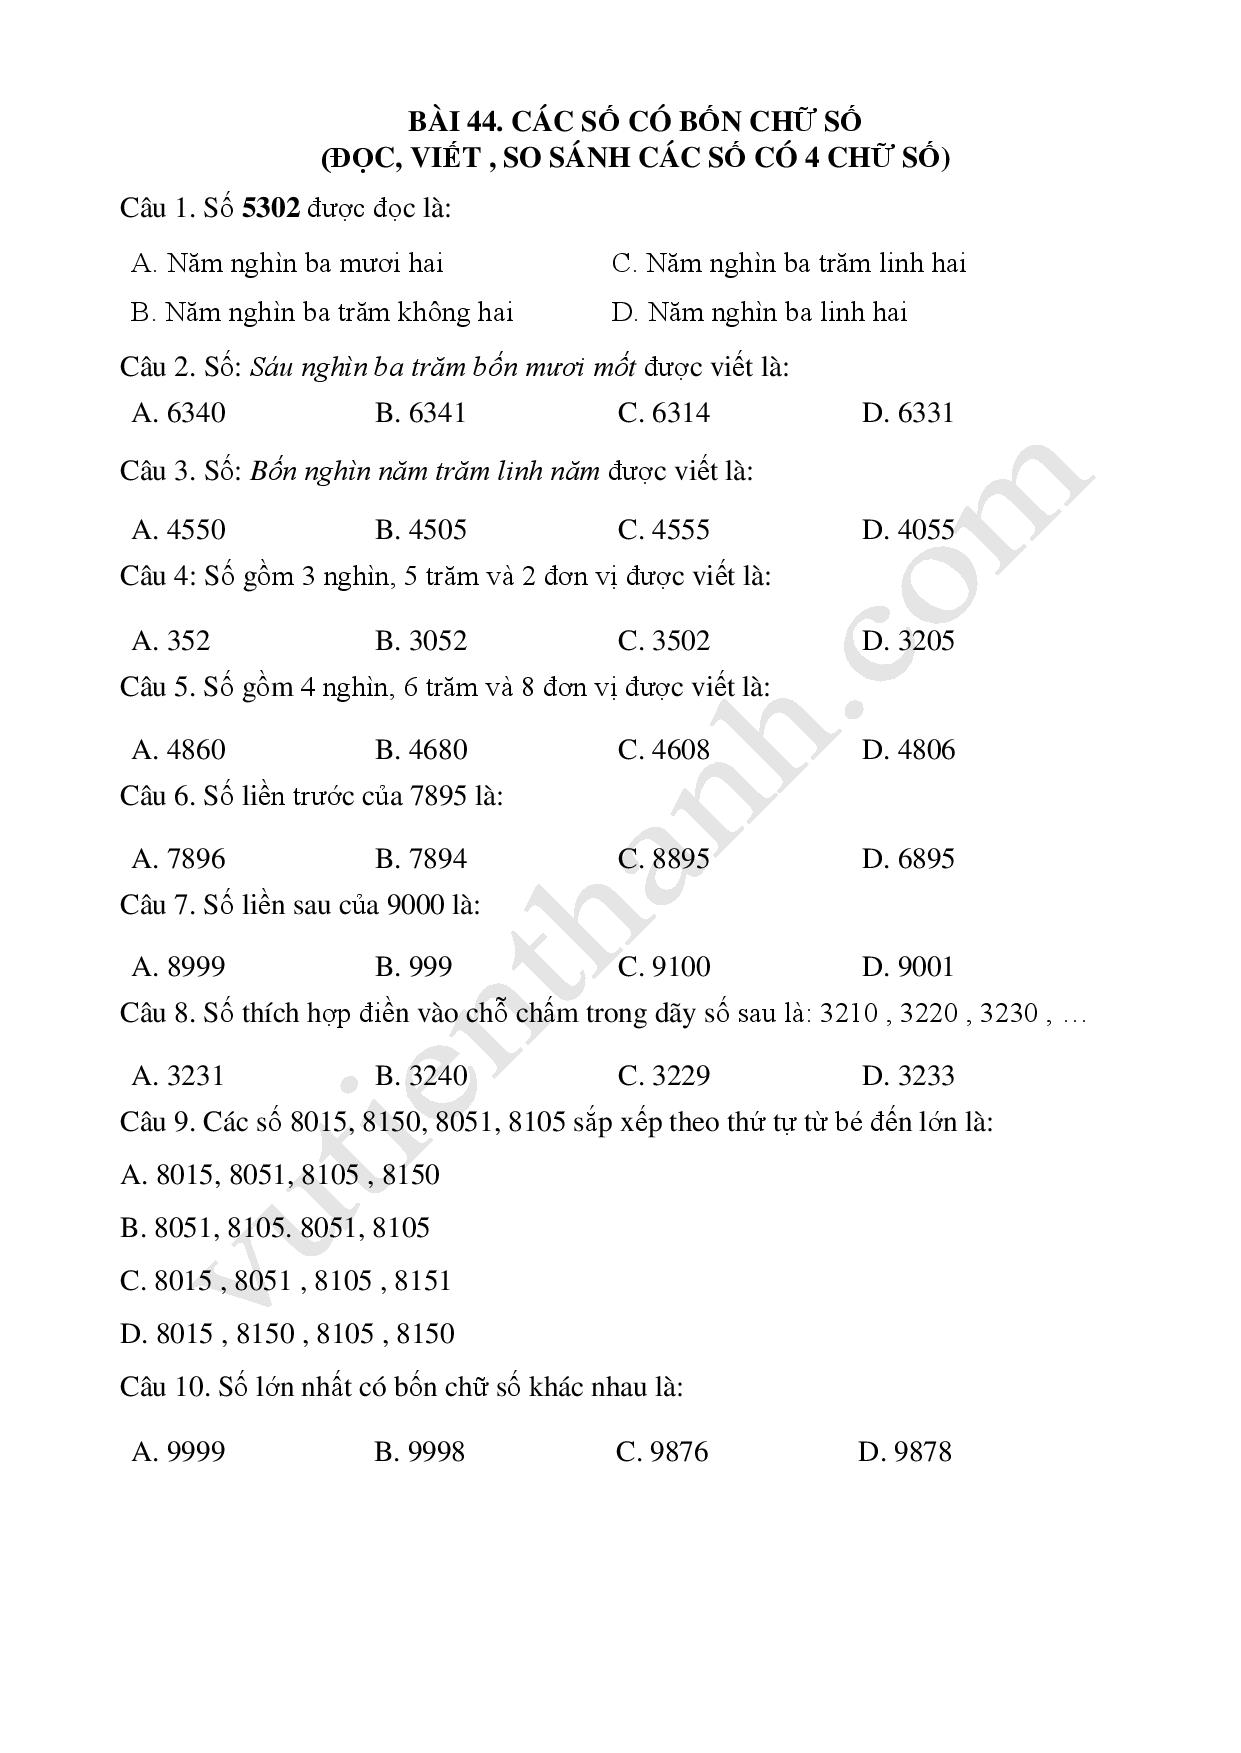 BÀI 44. CÁC SỐ CÓ BỐN CHỮ SỐ
(ĐỌC, VIẾT , SO SÁNH CÁC SỐ CÓ 4 CHỮ SỐ)
Câu 1. Số 5302 được đọc là:
A. Năm nghìn ba mươi hai C. Năm nghìn ba trăm linh hai
B. Năm nghìn ba trăm không hai D. Năm nghìn ba linh hai
Câu 2. Số: Sáu nghìn ba trăm bốn mươi mốt được viết là:
A. 6340 B. 6341 C. 6314 D. 6331
Câu 3. Số: Bốn nghìn năm trăm linh năm được viết là:
A. 4550 B. 4505 C. 4555 D. 4055
Câu 4: Số gồm 3 nghìn, 5 trăm và 2 đơn vị được viết là:
A. 352 B. 3052 C. 3502 D. 3205
Câu 5. Số gồm 4 nghìn, 6 trăm và 8 đơn vị được viết là:
A. 4860 B. 4680 C. 4608 D. 4806
Câu 6. Số liền trước của 7895 là:
A. 7896 B. 7894 C. 8895 D. 6895
Câu 7. Số liền sau của 9000 là:
A. 8999 B. 999 C. 9100 D. 9001
Câu 8. Số thích hợp điền vào chỗ chấm trong dãy số sau là: 3210 , 3220 , 3230 , …
A. 3231 B. 3240 C. 3229 D. 3233
Câu 9. Các số 8015, 8150, 8051, 8105 sắp xếp theo thứ tự từ bé đến lớn là:
A. 8015, 8051, 8105 , 8150
B. 8051, 8105. 8051, 8105
C. 8015 , 8051 , 8105 , 8151
D. 8015 , 8150 , 8105 , 8150
Câu 10. Số lớn nhất có bốn chữ số khác nhau là:
A. 9999 B. 9998 C. 9876 D. 9878
vutienthanh.com